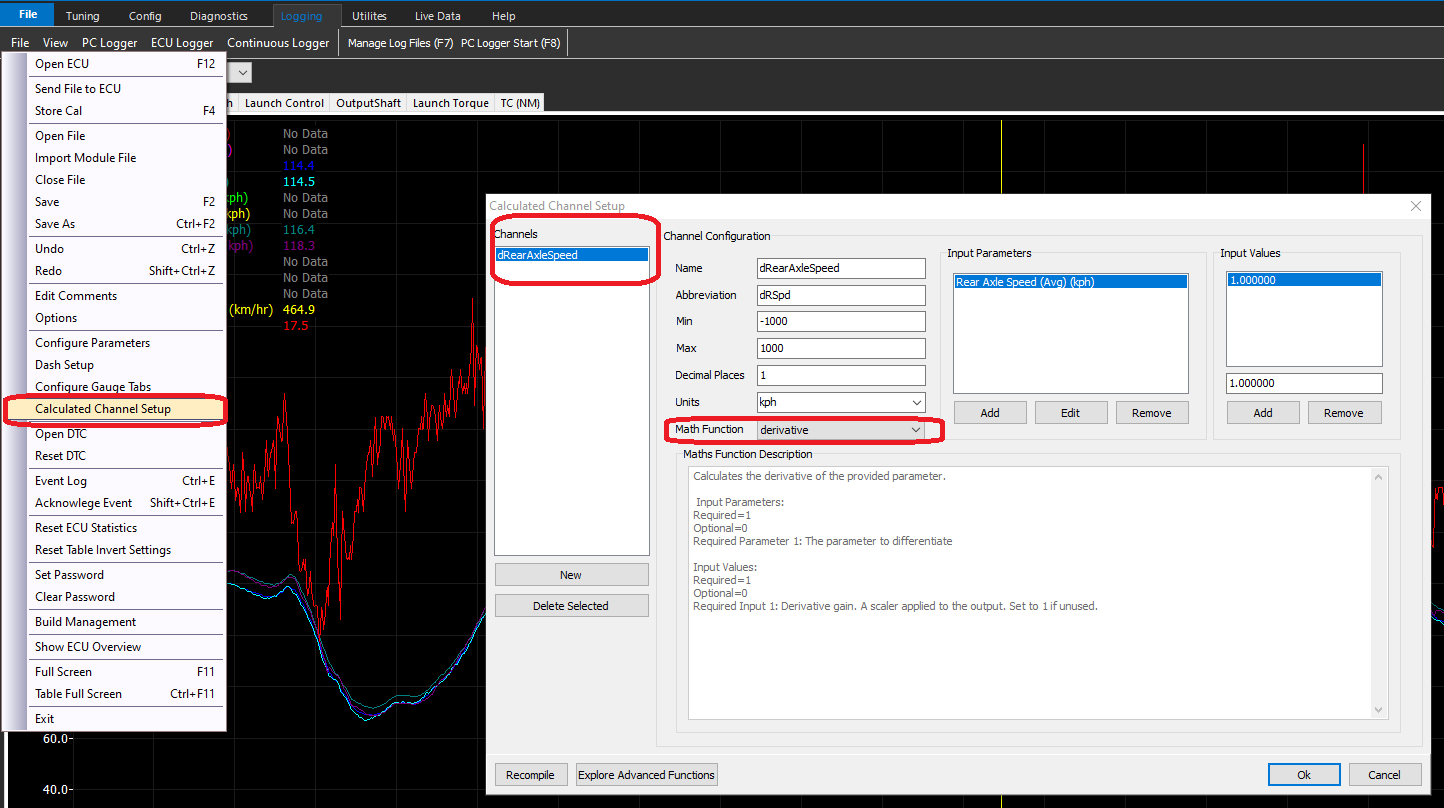 File Tuning Config Diagnostics Logging Utilites Live Data Help
File View PC Logger ECU Logger Continuous Logger Manage Log Files (F7) PC Logger Start (F8)
Open ECU F12
Send File to ECU
Store Cal F4
Open File
Import Module File
Close File
Save F2
Save As Ctrl+F2
Undo Ctrl+Z
Redo Shift+Ctrl+Z
Edit Comments
Options
Configure Parameters
Dash Setup
Configure Gauge Tabs
Calculated Channel Setup
Open DTC
Reset DTC
Event Log Ctrl+E
Acknowlege Event Shift+Ctrl+E
Reset ECU Statistics
Reset Table Invert Settings
Set Password
Clear Password
Build Management
Show ECU Overview
Full Screen F11
Table Full Screen Ctrl+F11
Exit
60.0-
40.0-
h Launch Control OutputShaft Launch Torque TC (NM)
) No Data
) No Data
114.4
) 114.5
kph) No Data
kph) No Data
kph) 116.4
kph) 118.3
No Data
No Data
No Data
(km/hr) 464.9
17.5
Calculated Channel Setup
Channels
dRearAxleSpeed
New
Delete Selected
Channel Configuration
Name dRearAxleSpeed
Abbreviation dRSpd
Min -1000
Max 1000
Decimal Places 1
Units kph
Math Function derivative
Input Parameters
Rear Axle Speed (Avg) (kph)
Add Edit Remove
Input Values
1.000000
1.000000
Add Remove
Maths Function Description
Calculates the derivative of the provided parameter.
Input Parameters:
Required=1
Optional=0
Required Parameter 1: The parameter to differentiate
Input Values:
Required=1
Optional=0
Required Input 1: Derivative gain. A scaler applied to the output. Set to 1 if unused.
Recompile Explore Advanced Functions Ok Cancel